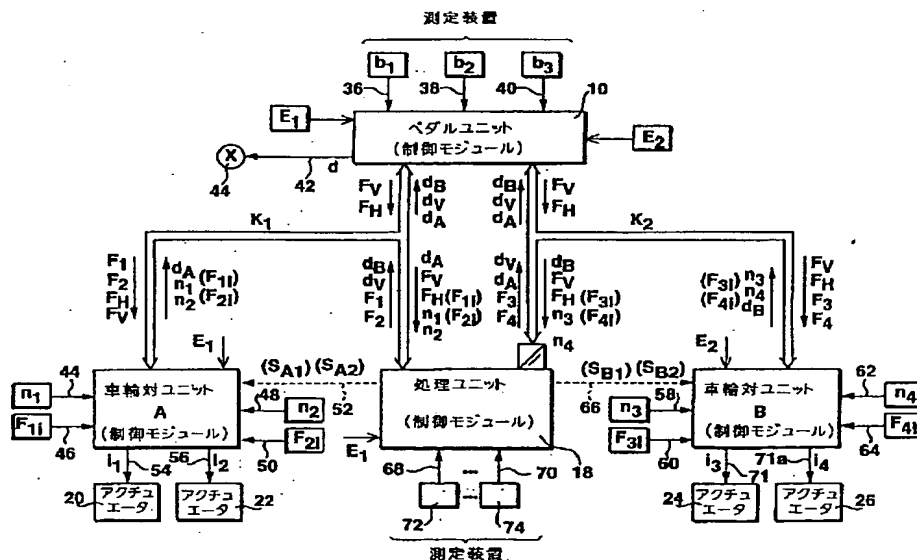 測定装置
b1 b2 b3
36 38 40 10
E1 ペダルユニット E2
(制御モジュール)
X
44 42 d
FV dB dB FV
FH dV dV FH
dA dA
K1 K2
F1 dA (F1i) dB dA dV dB (F3i) n3 FV
F2 n1 (F2i) dV FV dA FV (F4i) n4 FH
FH n2 F1 FH (F1i) F3 FH (F3i) dB F3
FV F2 n1 (F2i) F4 n3 (F4i) F4
n2 n4
E1 E2
n1 44 車輪対ユニット (SA1) (SA2) 処理ユニット (SB1) (SB2) 車輪対ユニット 62 n4
A 48 n2 52 66 58 n3 B
F1i 46 (制御モジュール) 50 F2i (制御モジュール) 60 F3i (制御モジュール) 64 F4i
E1 18
i1 54 56 i2 68 70 i3 71 71a i4
20 アクチュエータ アクチュエータ 22 72 74 24 アクチュエータ アクチュエータ 26
測定装置